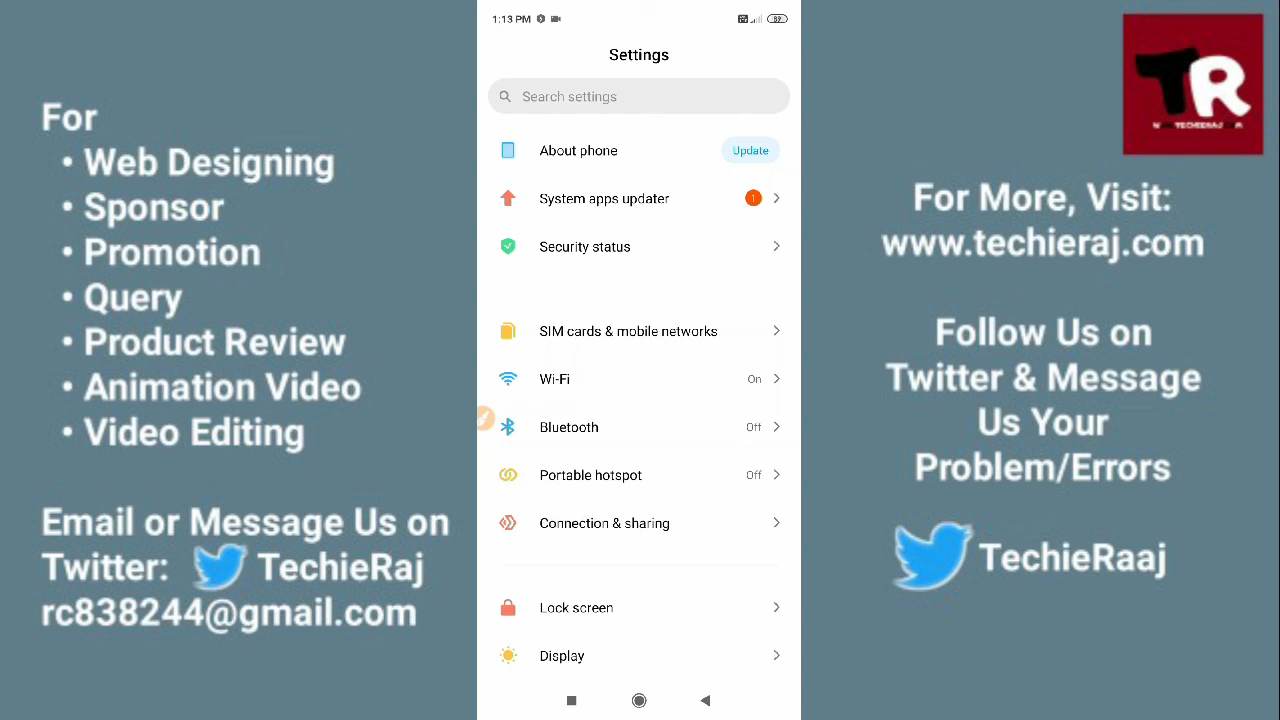 For
• Web Designing
• Sponsor
• Promotion
• Query
• Product Review
• Animation Video
• Video Editing
Email or Message Us on
Twitter: TechieRaj
rc838244@gmail.com
1:13 PM
89
Settings
Search settings
About phone Update
System apps updater 1
Security status
SIM cards & mobile networks
Wi-Fi On
Bluetooth Off
Portable hotspot Off
Connection & sharing
Lock screen
Display
TR
For More, Visit:
www.techieraj.com
Follow Us on
Twitter & Message
Us Your
Problem/Errors
TechieRaaj